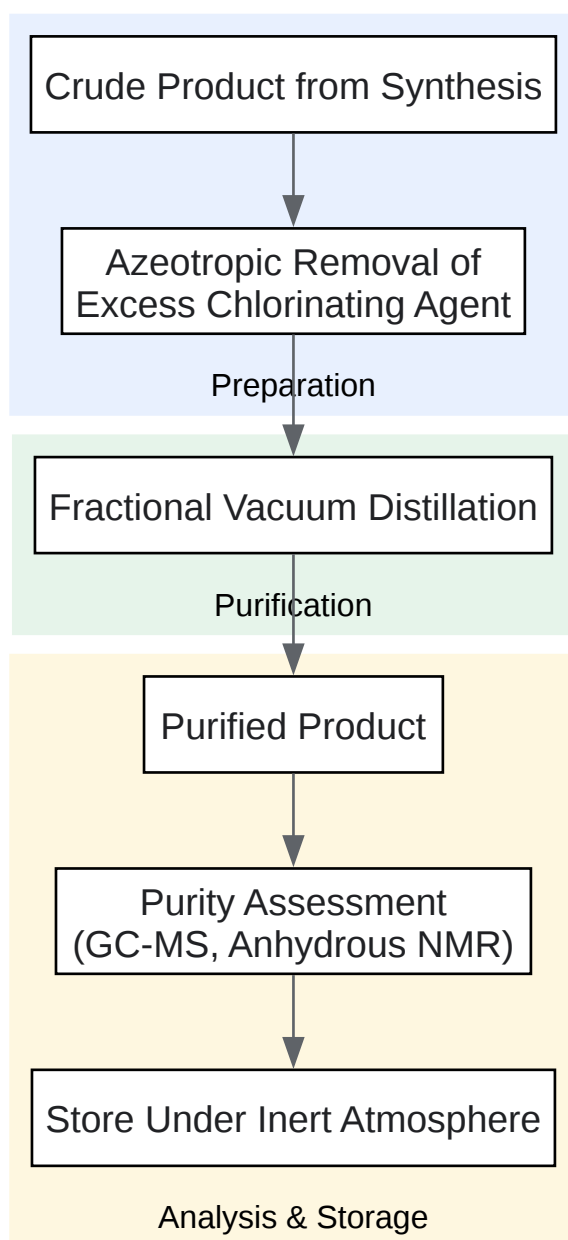 Crude Product from Synthesis
Azeotropic Removal of
Excess Chlorinating Agent
Preparation
Fractional Vacuum Distillation
Purification
Purified Product
Purity Assessment
(GC-MS, Anhydrous NMR)
Store Under Inert Atmosphere
Analysis & Storage